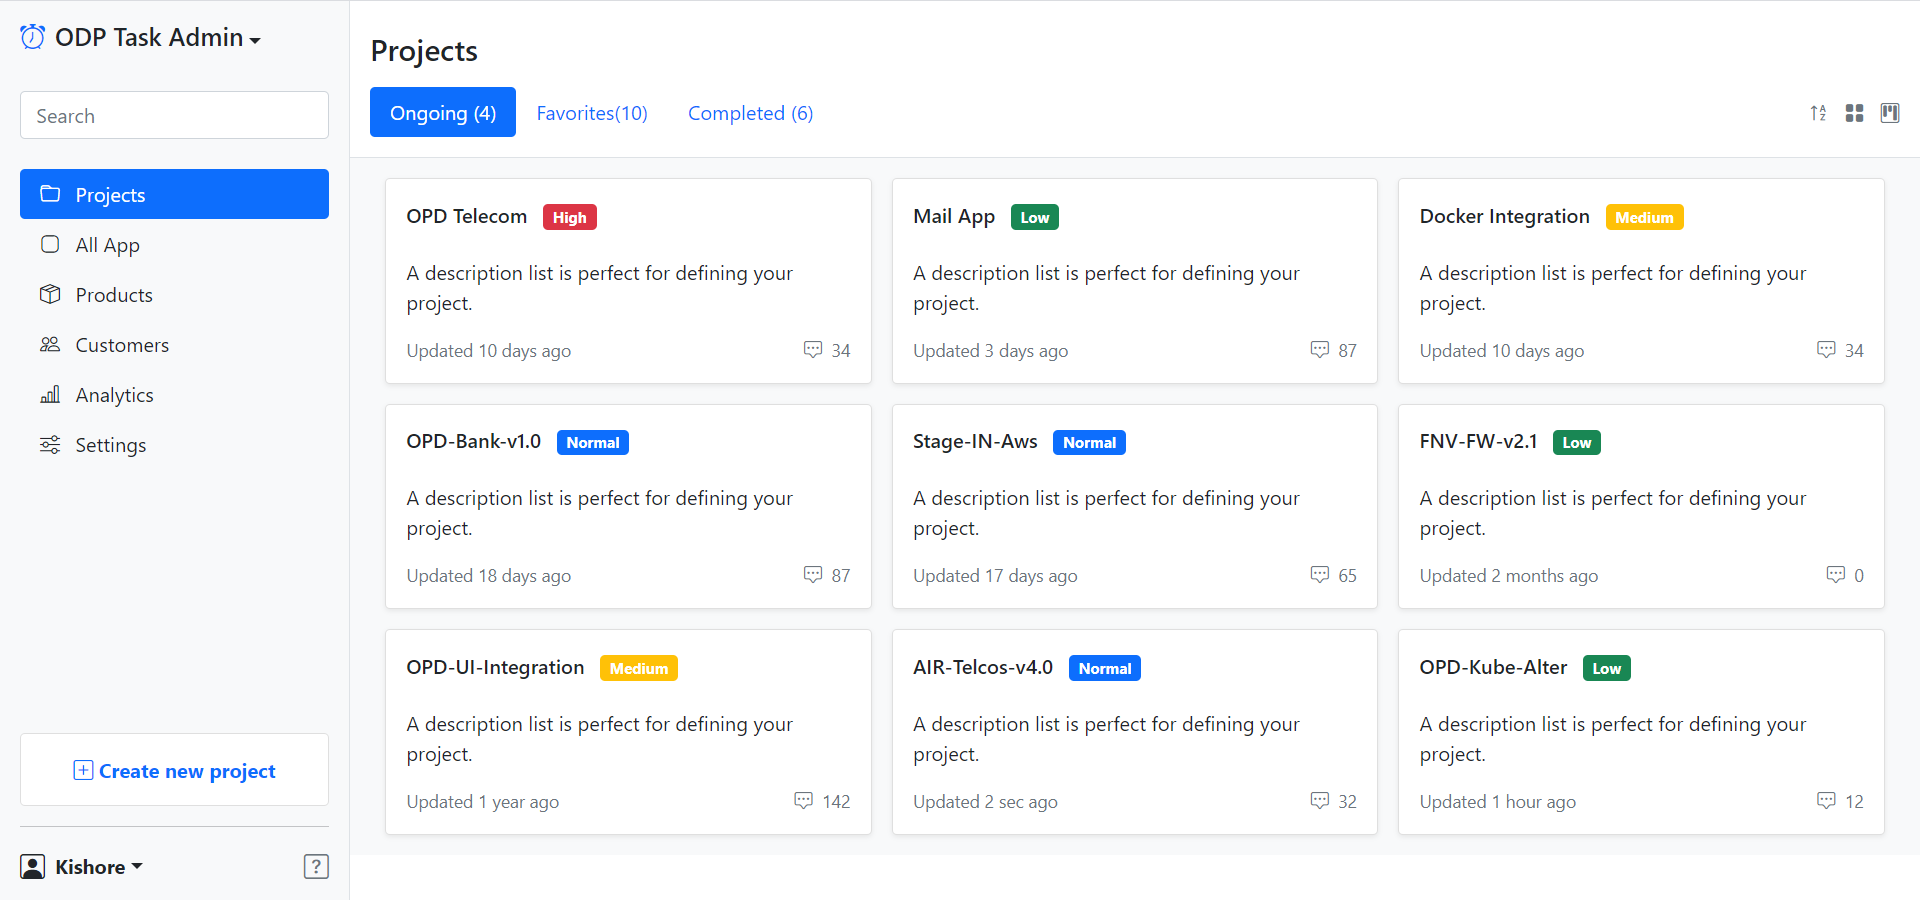 ODP Task Admin
Search
Projects
All App
Products
Customers
Analytics
Settings
Create new project
Kishore
?
Projects
Ongoing (4) Favorites(10) Completed (6)
OPD Telecom High
A description list is perfect for defining your
project.
Updated 10 days ago 34
Mail App Low
A description list is perfect for defining your
project.
Updated 3 days ago 87
Docker Integration Medium
A description list is perfect for defining your
project.
Updated 10 days ago 34
OPD-Bank-v1.0 Normal
A description list is perfect for defining your
project.
Updated 18 days ago 87
Stage-IN-Aws Normal
A description list is perfect for defining your
project.
Updated 17 days ago 65
FNV-FW-v2.1 Low
A description list is perfect for defining your
project.
Updated 2 months ago 0
OPD-UI-Integration Medium
A description list is perfect for defining your
project.
Updated 1 year ago 142
AIR-Telcos-v4.0 Normal
A description list is perfect for defining your
project.
Updated 2 sec ago 32
OPD-Kube-Alter Low
A description list is perfect for defining your
project.
Updated 1 hour ago 12